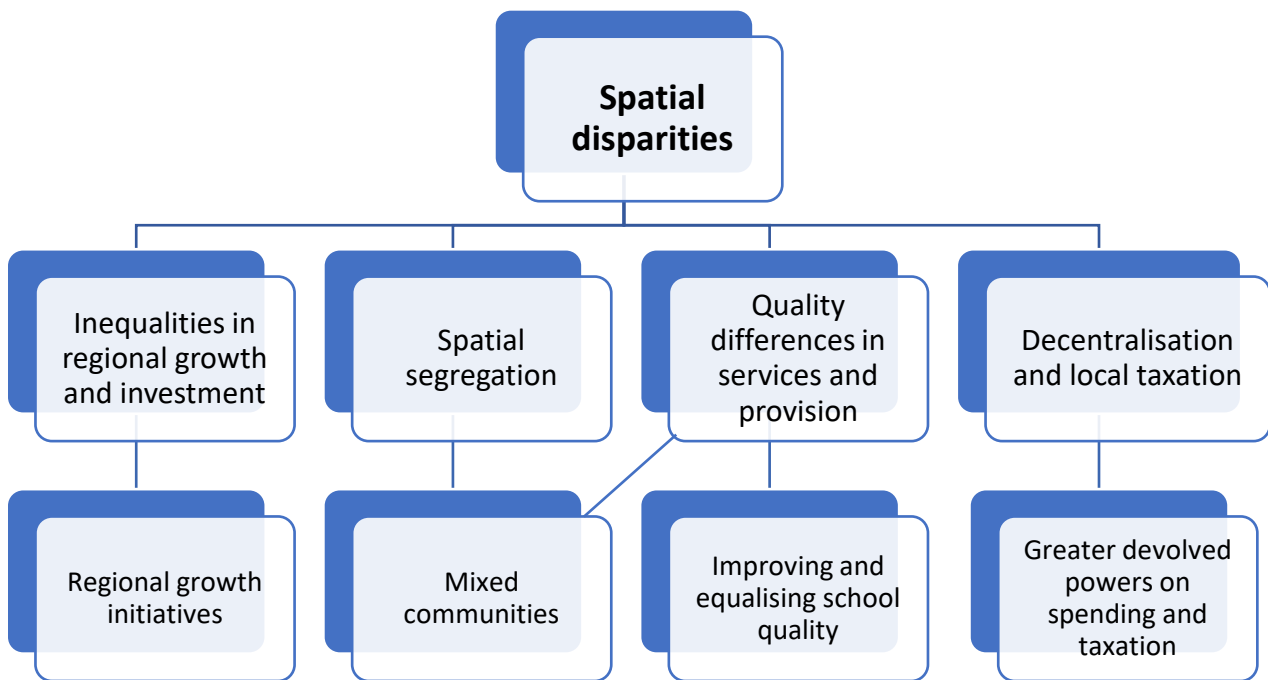 Spatial
disparities
Inequalities in
regional growth
and investment
Spatial
segregation
Quality
differences in
services and
provision
Decentralisation
and local taxation
Regional growth
initiatives
Mixed
communities
Improving and
equalising school
quality
Greater devolved
powers on
spending and
taxation